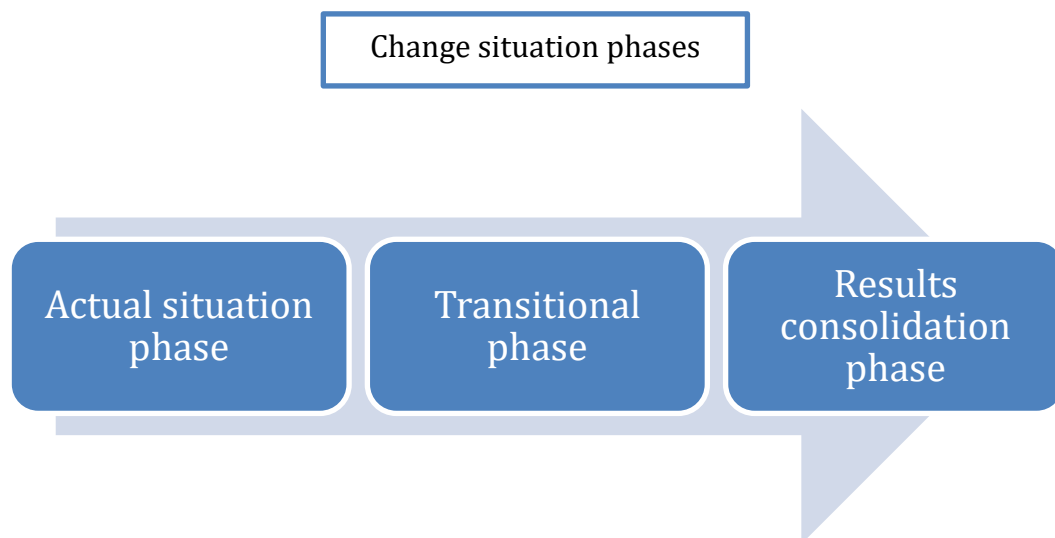 Change situation phases
Actual situation
phase
Transitional
phase
Results
consolidation
phase